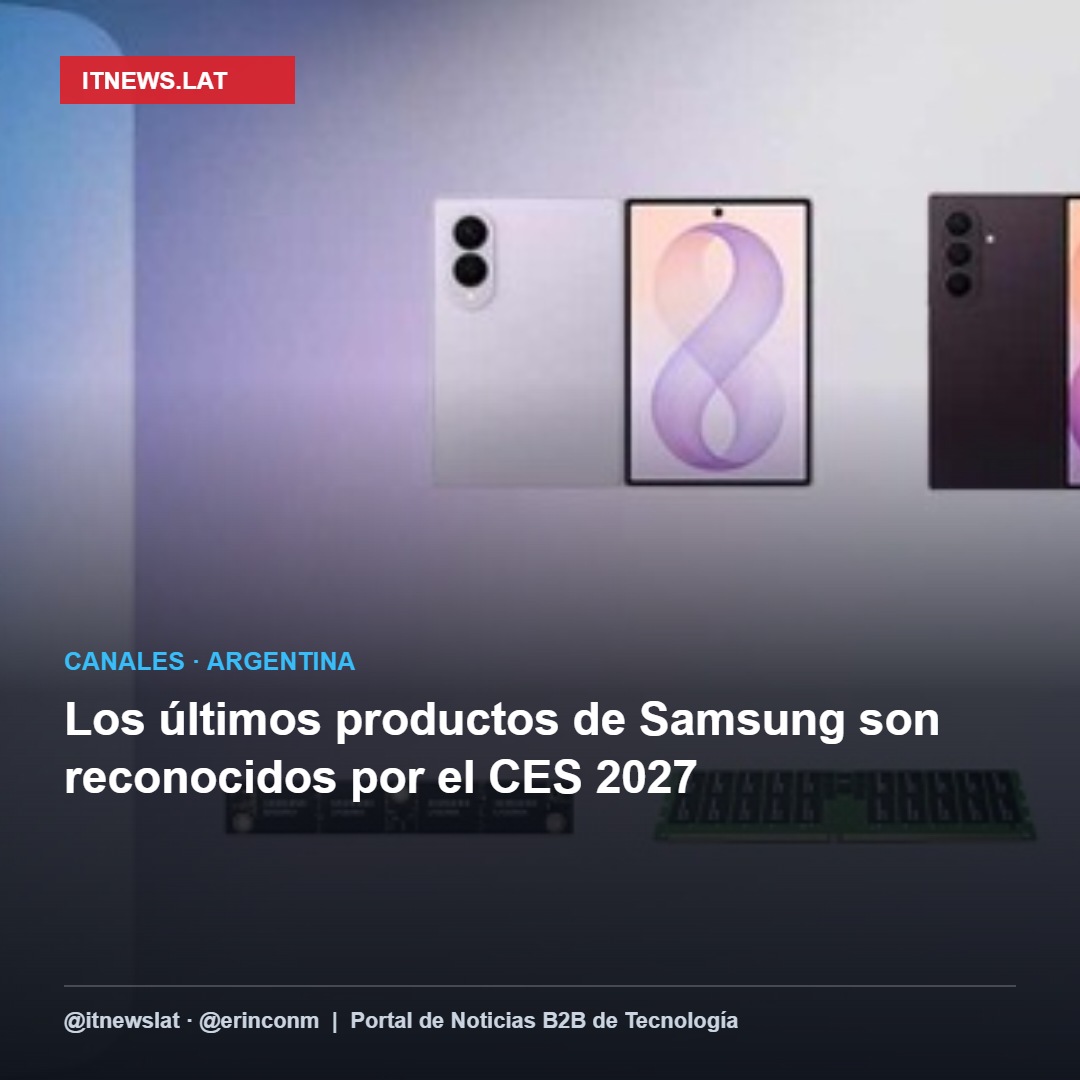 ITNEWS.LAT
CANALES · ARGENTINA
Los últimos productos de Samsung son
reconocidos por el CES 2027
@itnewslat · @erinconm | Portal de Noticias B2B de Tecnología